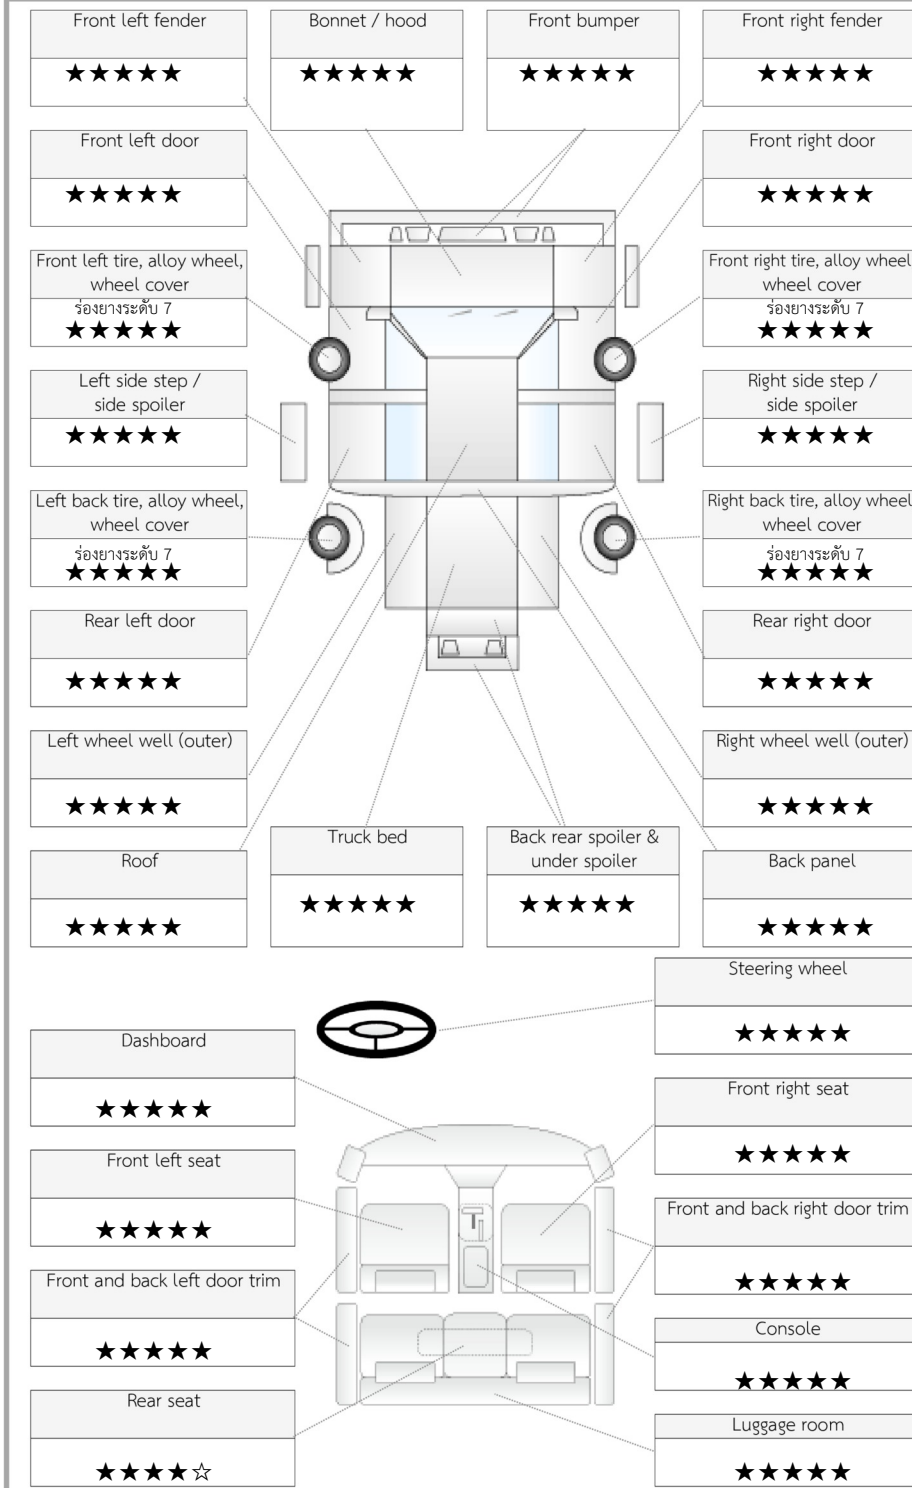 Front left fender
★★★★★
Bonnet / hood
★★★★★
Front bumper
★★★★★
Front right fender
★★★★★
Front left door
★★★★★
Front right door
★★★★★
Front left tire, alloy wheel,
wheel cover
ร่องยางระดับ 7
★★★★★
Front right tire, alloy wheel
wheel cover
ร่องยางระดับ 7
★★★★★
Left side step /
side spoiler
★★★★★
Right side step /
side spoiler
★★★★★
Left back tire, alloy wheel,
wheel cover
ร่องยางระดับ 7
★★★★★
Right back tire, alloy wheel
wheel cover
ร่องยางระดับ 7
★★★★★
Rear left door
★★★★★
Rear right door
★★★★★
Left wheel well (outer)
★★★★★
Right wheel well (outer)
★★★★★
Roof
★★★★★
Truck bed
★★★★★
Back rear spoiler &
under spoiler
★★★★★
Back panel
★★★★★
Steering wheel
★★★★★
Dashboard
★★★★★
Front right seat
★★★★★
Front left seat
★★★★★
Front and back right door trim
★★★★★
Front and back left door trim
★★★★★
Console
★★★★★
Rear seat
★★★★☆
Luggage room
★★★★★